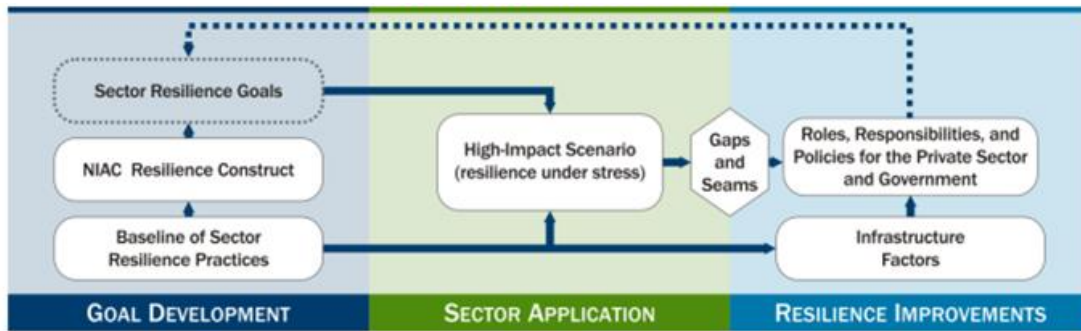 Sector Resilience Goals
NIAC Resilience Construct
Baseline of Sector
Resilience Practices
High-Impact Scenario
(resilience under stress)
Gaps
and
Seams
Roles, Responsibilities, and
Policies for the Private Sector
and Government
Infrastructure
Factors
GOAL DEVELOPMENT
SECTOR APPLICATION
RESILIENCE IMPROVEMENTS